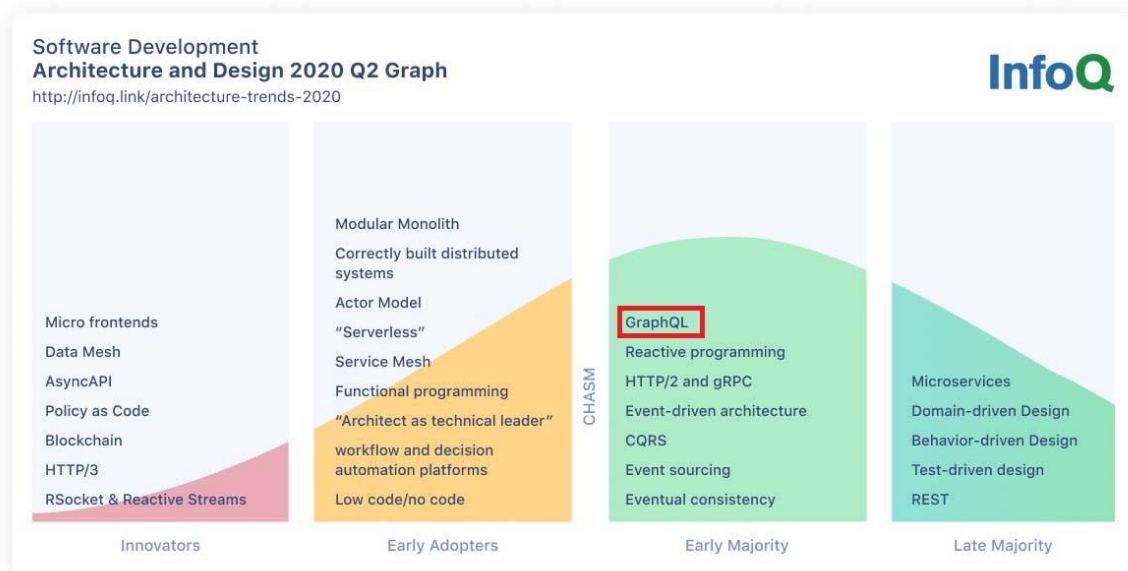 Software Development
Architecture and Design 2020 Q2 Graph
http://infoq.link/architecture-trends-2020
InfoQ
Micro frontends
Data Mesh
AsyncAPI
Policy as Code
Blockchain
HTTP/3
RSocket & Reactive Streams
Innovators
Modular Monolith
Correctly built distributed
systems
Actor Model
“Serverless”
Service Mesh
Functional programming
“Architect as technical leader”
workflow and decision
automation platforms
Low code/no code
Early Adopters
CHASM
GraphQL
Reactive programming
HTTP/2 and gRPC
Event-driven architecture
CQRS
Event sourcing
Eventual consistency
Early Majority
Microservices
Domain-driven Design
Behavior-driven Design
Test-driven design
REST
Late Majority